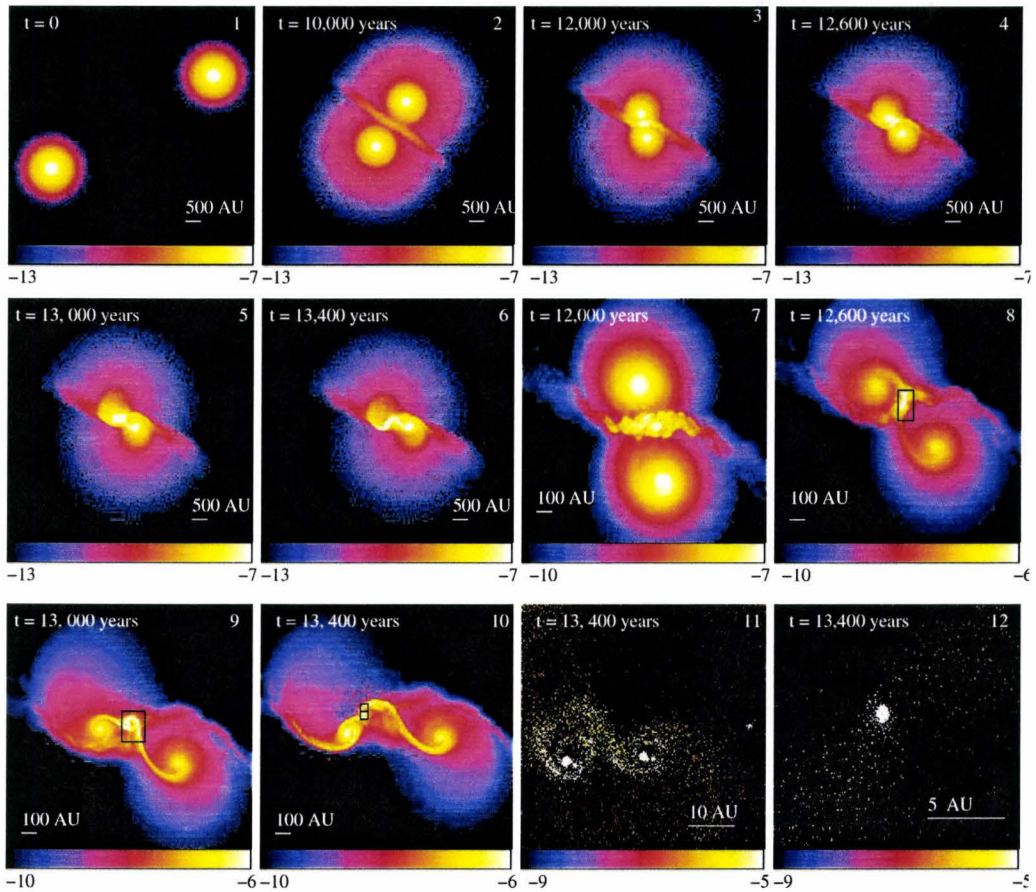 t = 0 1
500 AU
−13 −7
t = 10,000 years 2
500 AU
−13 −7
t = 12,000 years 3
500 AU
−13 −7
t = 12,600 years 4
500 AU
−13 −7
t = 13, 000 years 5
500 AU
−13 −7
t = 13,400 years 6
500 AU
−13 −7
t = 12,000 years 7
100 AU
−10 −7
t = 12,600 years 8
100 AU
−10 −6
t = 13, 000 years 9
100 AU
−10 −6
t = 13, 400 years 10
100 AU
−10 −6
t = 13, 400 years 11
10 AU
−9 −5
t = 13,400 years 12
5 AU
−9 −5